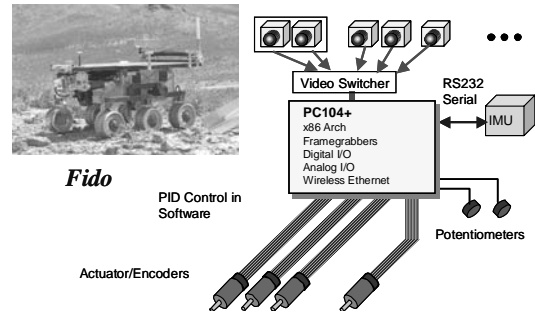 Fido
Video Switcher
RS232
Serial
PC104+
x86 Arch
Framegrabbers
Digital I/O
Analog I/O
Wireless Ethernet
IMU
PID Control in
Software
Potentiometers
Actuator/Encoders